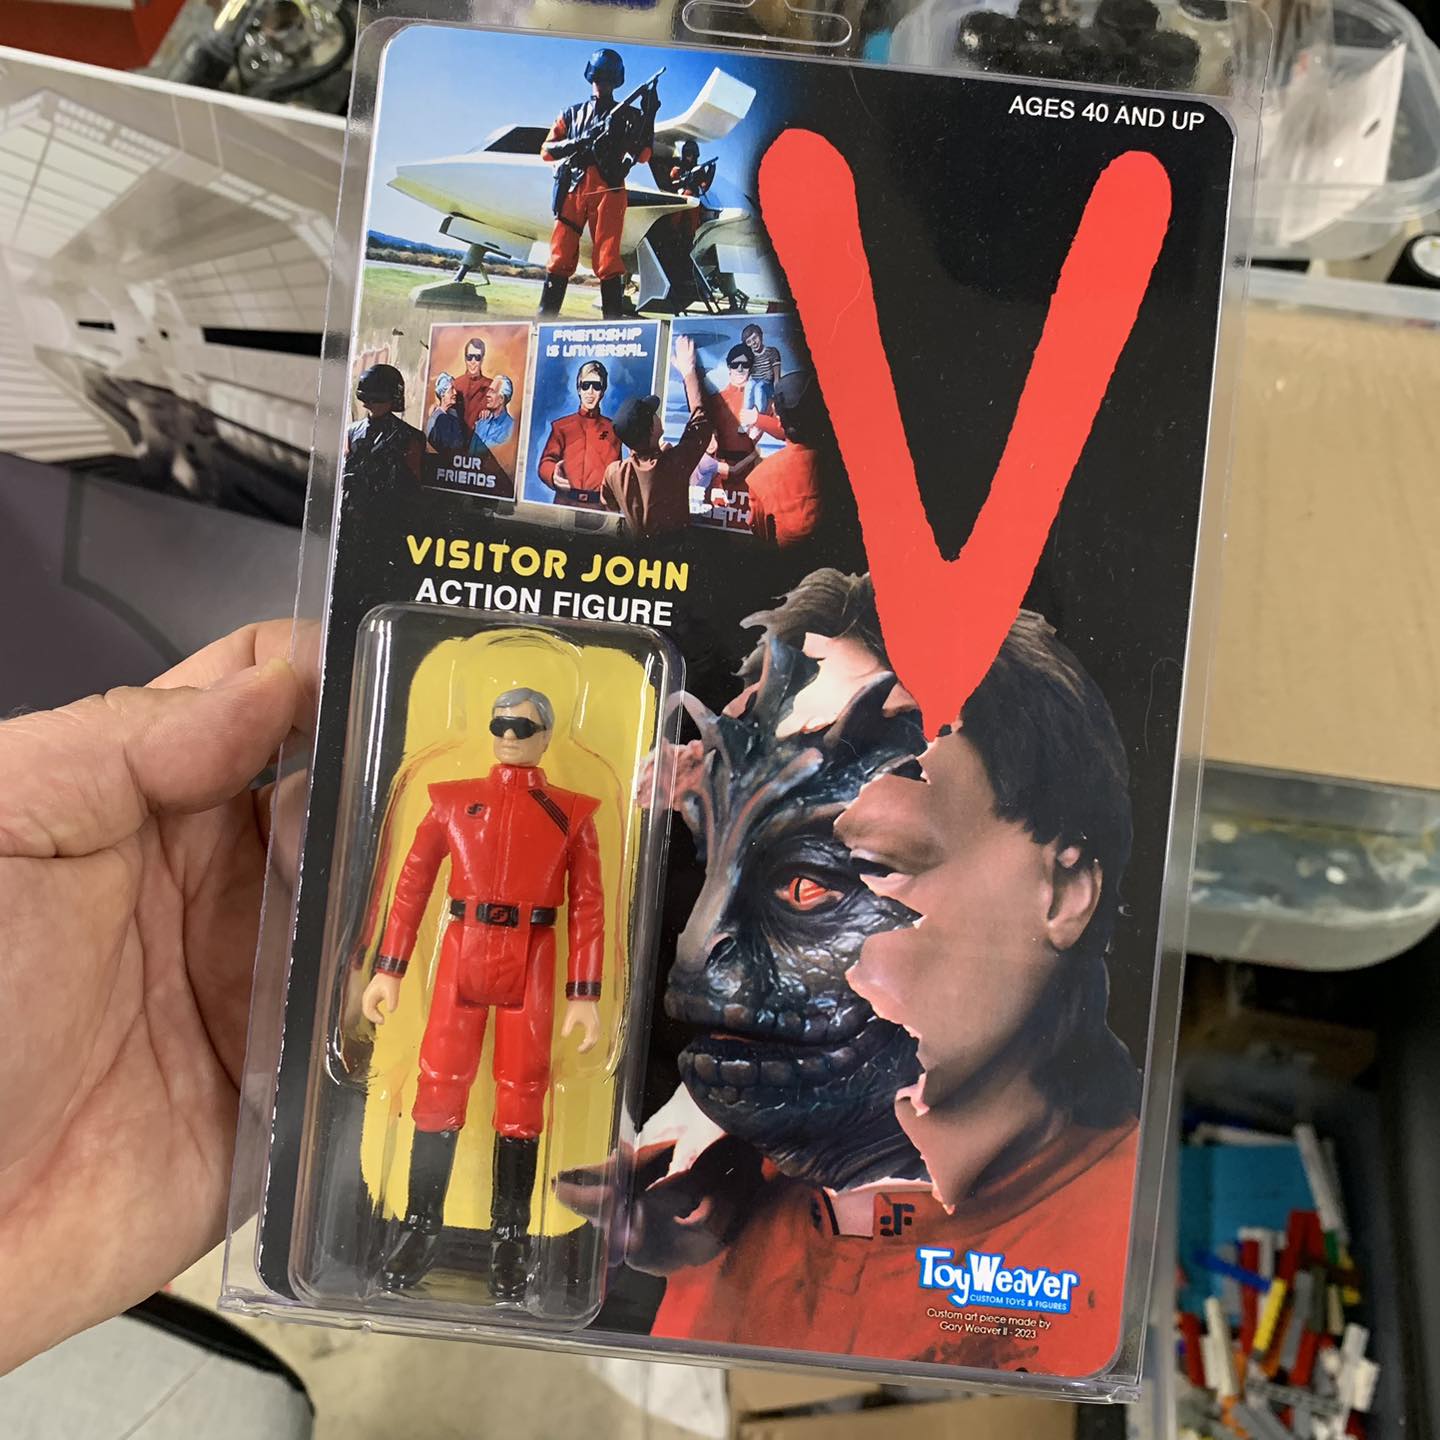 AGES 40 AND UP
V
FRIENDSHIP
IS UNIVERSAL
OUR
FRIENDS
VISITOR JOHN
ACTION FIGURE
ToyWeaver
CUSTOM TOYS & FIGURES
Custom art piece made by
Gary Weaver II - 2023